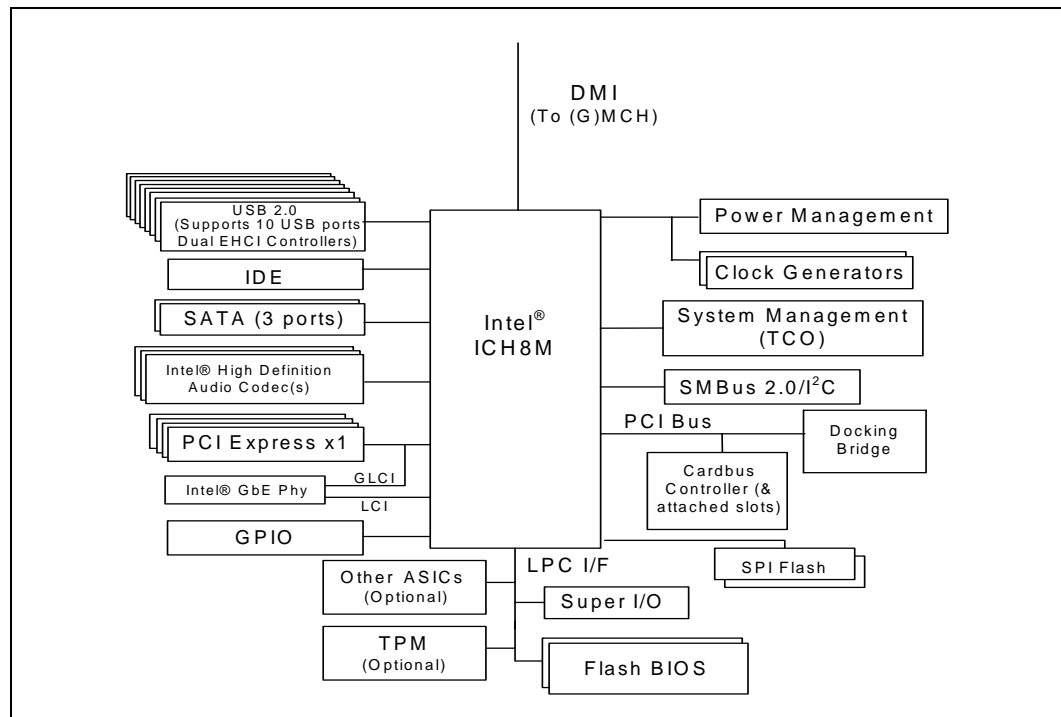 DMI
(To (G)MCH)
USB 2.0
(Supports 10 USB ports
Dual EHCI Controllers)
IDE
SATA (3 ports)
Intel® High Definition
Audio Codec(s)
PCI Express x1
Intel® GbE Phy
GLCI
LCI
GPIO
Intel®
ICH8M
Power Management
Clock Generators
System Management
(TCO)
SMBus 2.0/I²C
PCI Bus
Docking
Bridge
Cardbus
Controller (&
attached slots)
SPI Flash
LPC I/F
Other ASICs
(Optional)
Super I/O
TPM
(Optional)
Flash BIOS